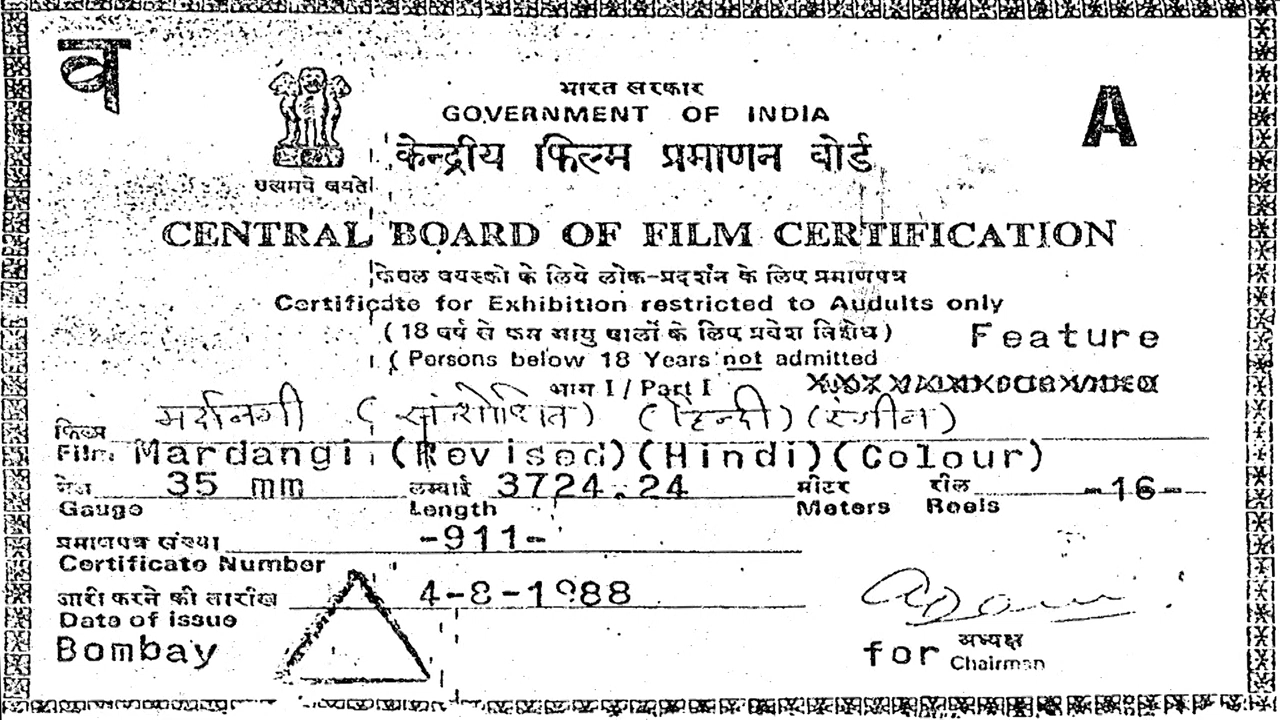 व
A
भारत सरकार
GOVERNMENT OF INDIA
केन्द्रीय फिल्म प्रमाणन बोर्ड
सत्यमेव जयते
CENTRAL BOARD OF FILM CERTIFICATION
केवल वयस्कों के लिये लोक-प्रदर्शन के लिए प्रमाणपत्र
Certificate for Exhibition restricted to Audults only
(18 वर्ष से कम आयु वालों के लिए प्रवेश निषेध)
Feature
( Persons below 18 Years not admitted
भाग I / Part I
मर्दानगी (सांशोधित) (हिन्दी) (रंगीन)
फिल्म
Film Mardangi (Revised)(Hindi)(Colour)
गेज 35 mm लम्बाई 3724.24 मीटर रील -16-
Gauge Length Meters Reels
प्रमाणपत्र संख्या -911-
Certificate Number
जारी करने की तारीख 4-8-1988
Date of issue
Bombay
for अध्यक्ष
Chairman